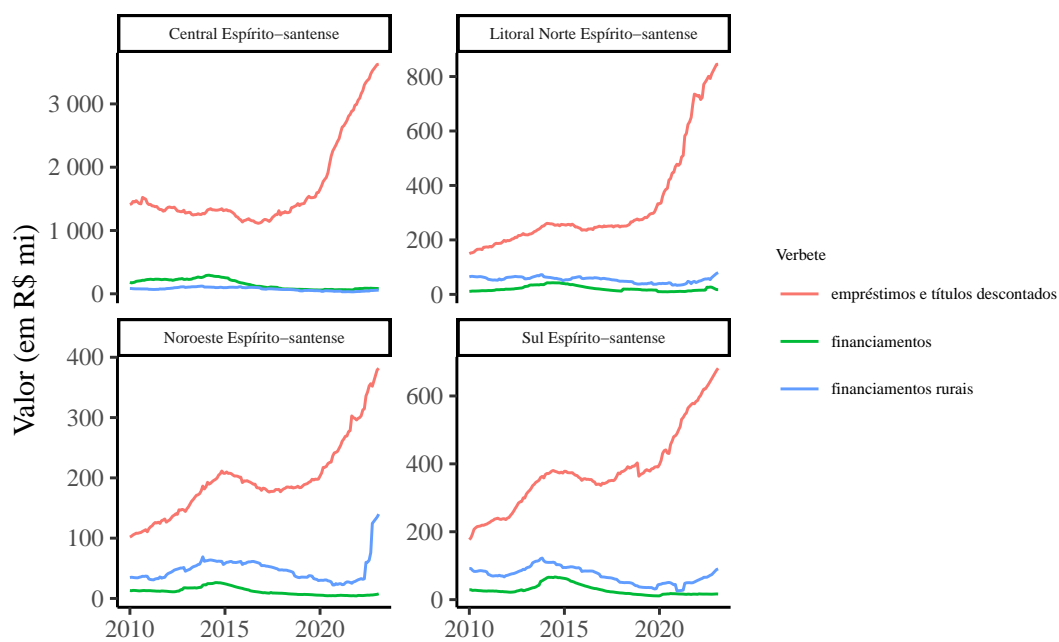 Central Espírito−santense
Litoral Norte Espírito−santense
3 000
2 000
1 000
0
800
600
400
200
0
Noroeste Espírito−santense
Sul Espírito−santense
400
300
200
100
0
600
400
200
0
2010
2015
2020
2010
2015
2020
Valor (em R$ mi)
Verbete
empréstimos e títulos descontados
financiamentos
financiamentos rurais